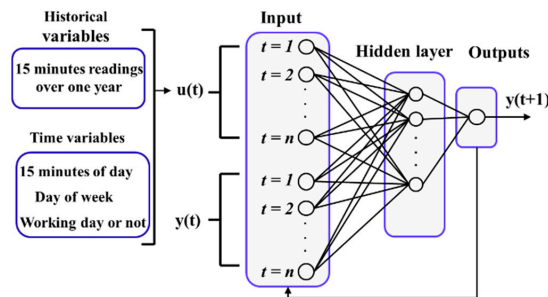 Historical
variables
15 minutes readings
over one year
Time variables
15 minutes of day
Day of week
Working day or not
u(t)
y(t)
Input
t = 1
t = 2
t = n
t = 1
t = 2
t = n
Hidden layer
Outputs
y(t+1)